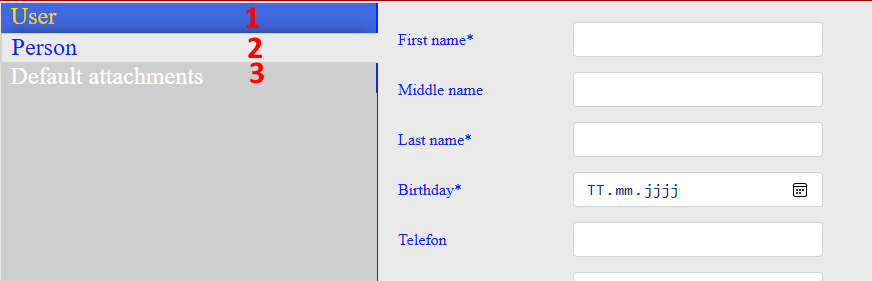 User 1
Person 2
Default attachments 3
First name*
Middle name
Last name*
Birthday* TT.mm.jjjj
Telefon